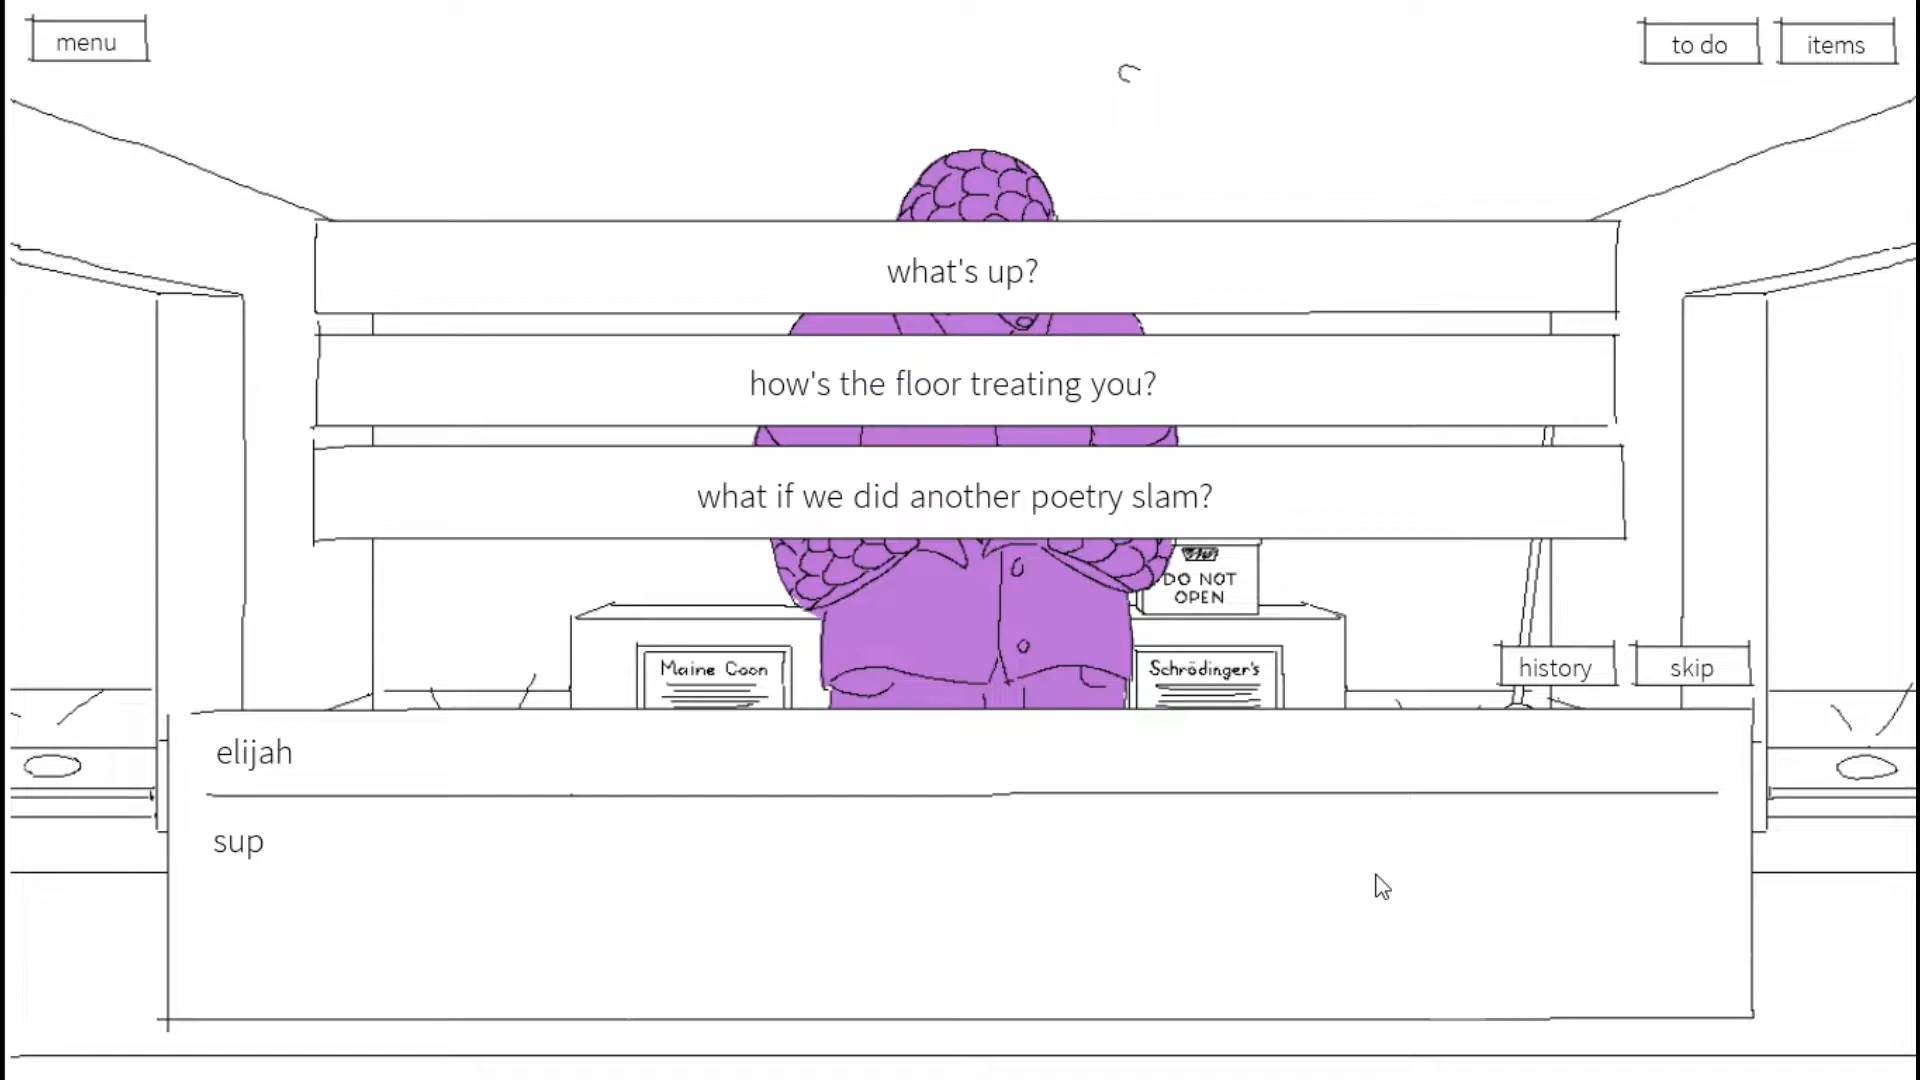 menu
to do
items
what's up?
how's the floor treating you?
what if we did another poetry slam?
DO NOT
OPEN
Maine Coon
Schrödinger's
history
skip
elijah
sup